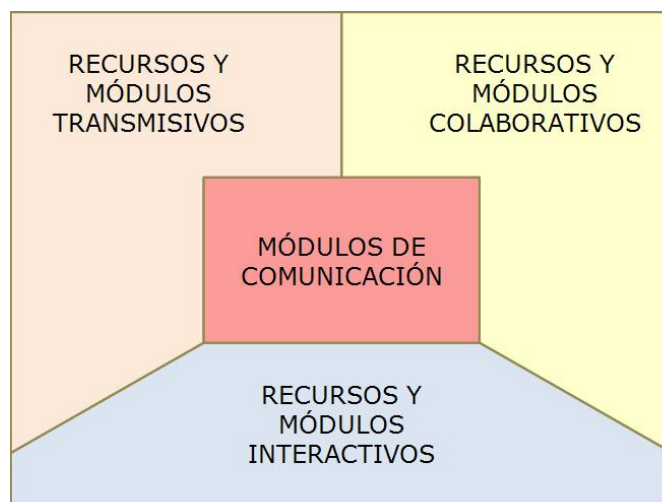 RECURSOS Y
MÓDULOS
TRANSMISIVOS
RECURSOS Y
MÓDULOS
COLABORATIVOS
MÓDULOS DE
COMUNICACIÓN
RECURSOS Y
MÓDULOS
INTERACTIVOS